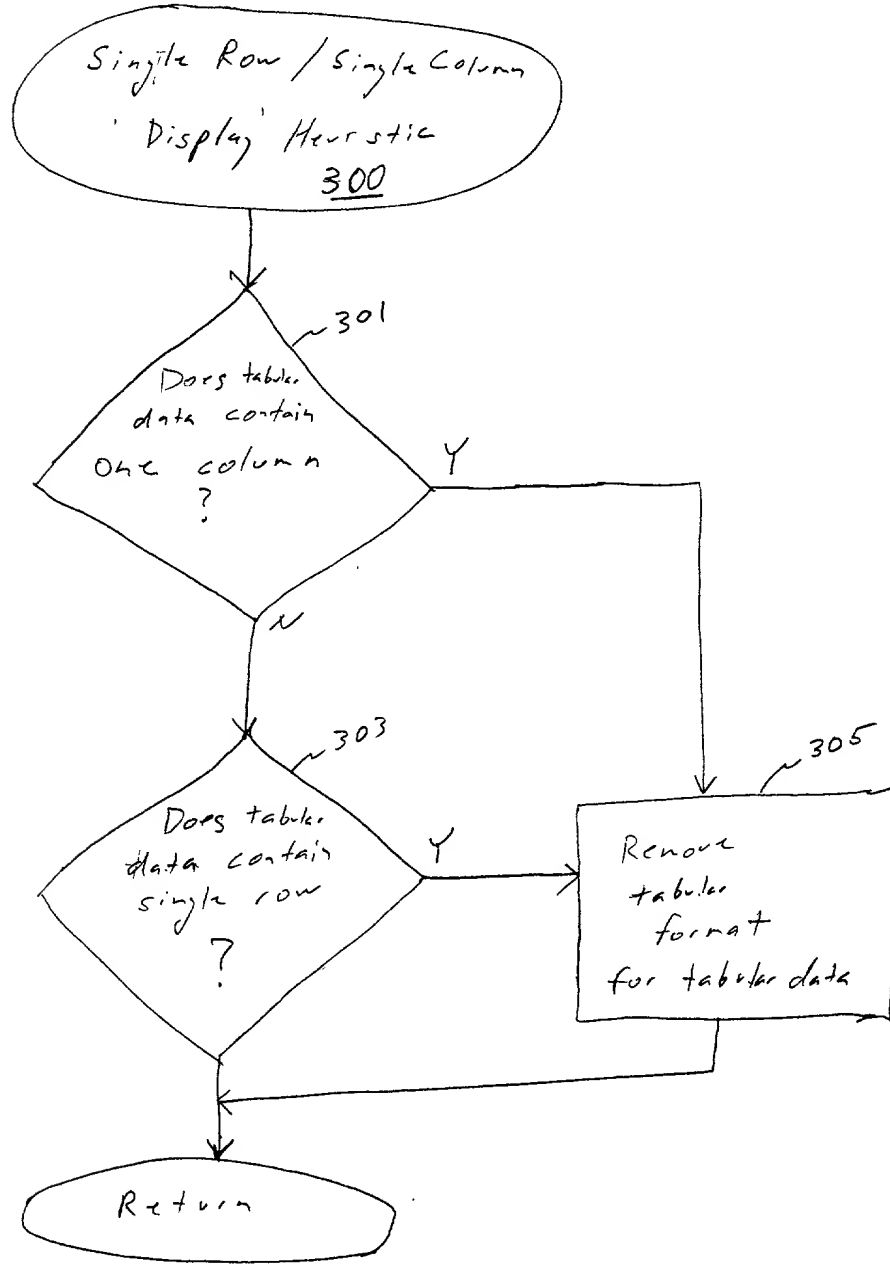 Single Row / Single Column
'Display' Heurstic
300
301
Does tabular
data contain
one column
?
Y
N
303
Does tabular
data contain
single row
?
Y
305
Remove
tabular
format
for tabular data
Return